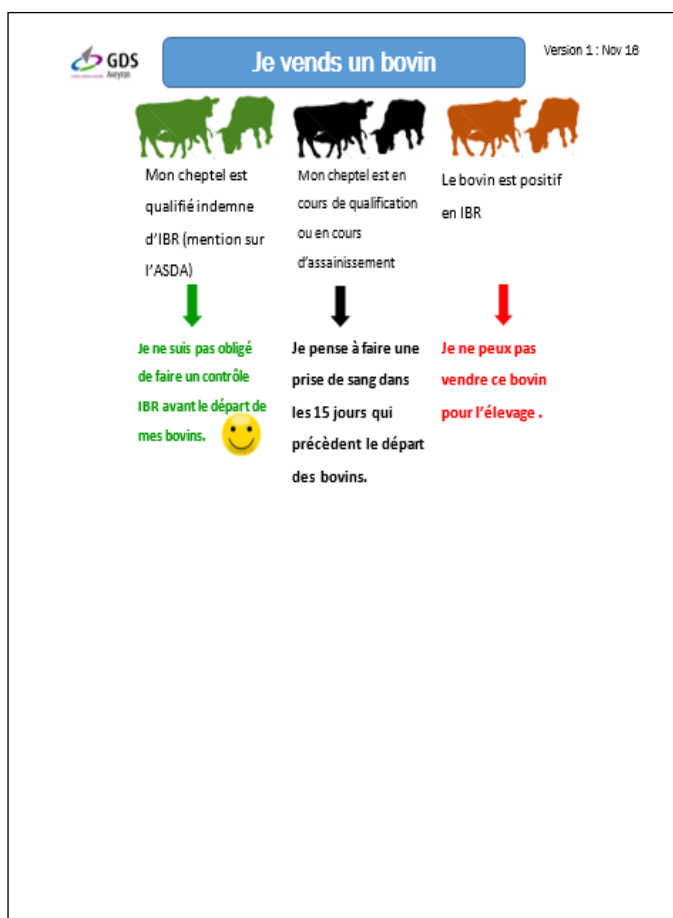 GDS
Aveyron
Je vends un bovin
Version 1 : Nov 16
Mon cheptel est
qualifié indemne
d'IBR (mention sur
l'ASDA)
Mon cheptel est en
cours de qualification
ou en cours
d'assainissement
Le bovin est positif
en IBR
Je ne suis pas obligé
de faire un contrôle
IBR avant le départ de
mes bovins.
Je pense à faire une
prise de sang dans
les 15 jours qui
précèdent le départ
des bovins.
Je ne peux pas
vendre ce bovin
pour l'élevage .